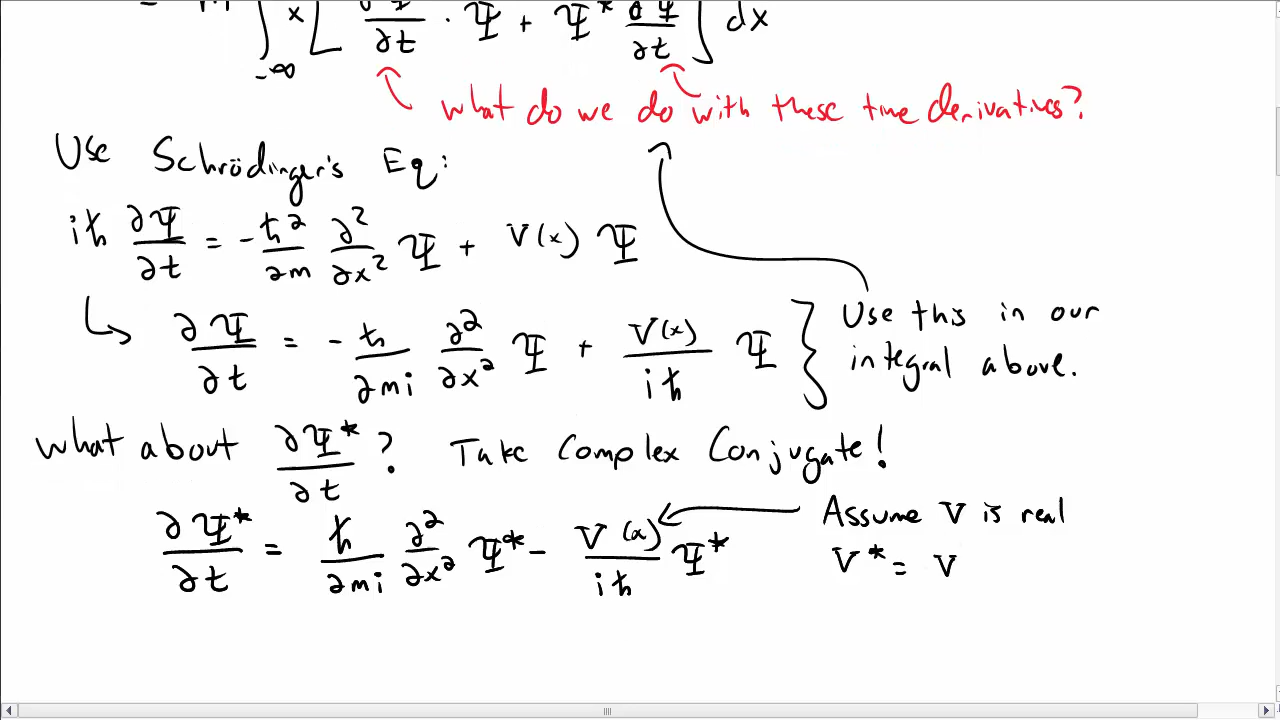 = m ∫_{-∞} x [ ∂Ψ*/∂t · Ψ + Ψ* ∂Ψ/∂t ] dx
what do we do with these time derivatives?
Use Schrödinger's Eq:
iħ ∂Ψ/∂t = -ħ²/2m ∂²/∂x² Ψ + V(x) Ψ
∂Ψ/∂t = -ħ/2mi ∂²/∂x² Ψ + V(x)/iħ Ψ } Use this in our
integral above.
What about ∂Ψ*/∂t ? Take Complex Conjugate!
∂Ψ*/∂t = ħ/2mi ∂²/∂x² Ψ* - V(x)/iħ Ψ*
Assume V is real
V* = V